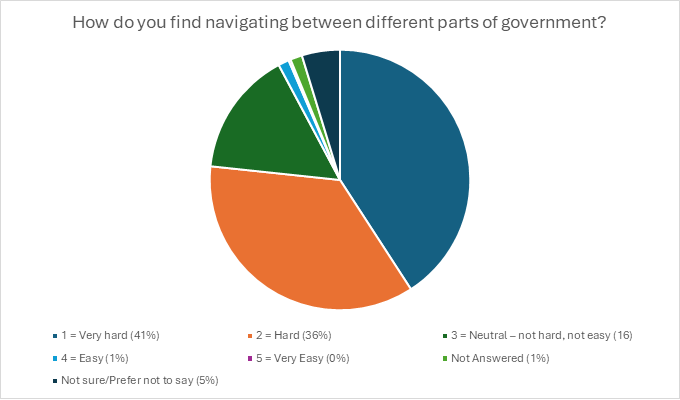 How do you find navigating between different parts of government?
1 = Very hard (41%)
2 = Hard (36%)
3 = Neutral – not hard, not easy (16)
4 = Easy (1%)
5 = Very Easy (0%)
Not Answered (1%)
Not sure/Prefer not to say (5%)